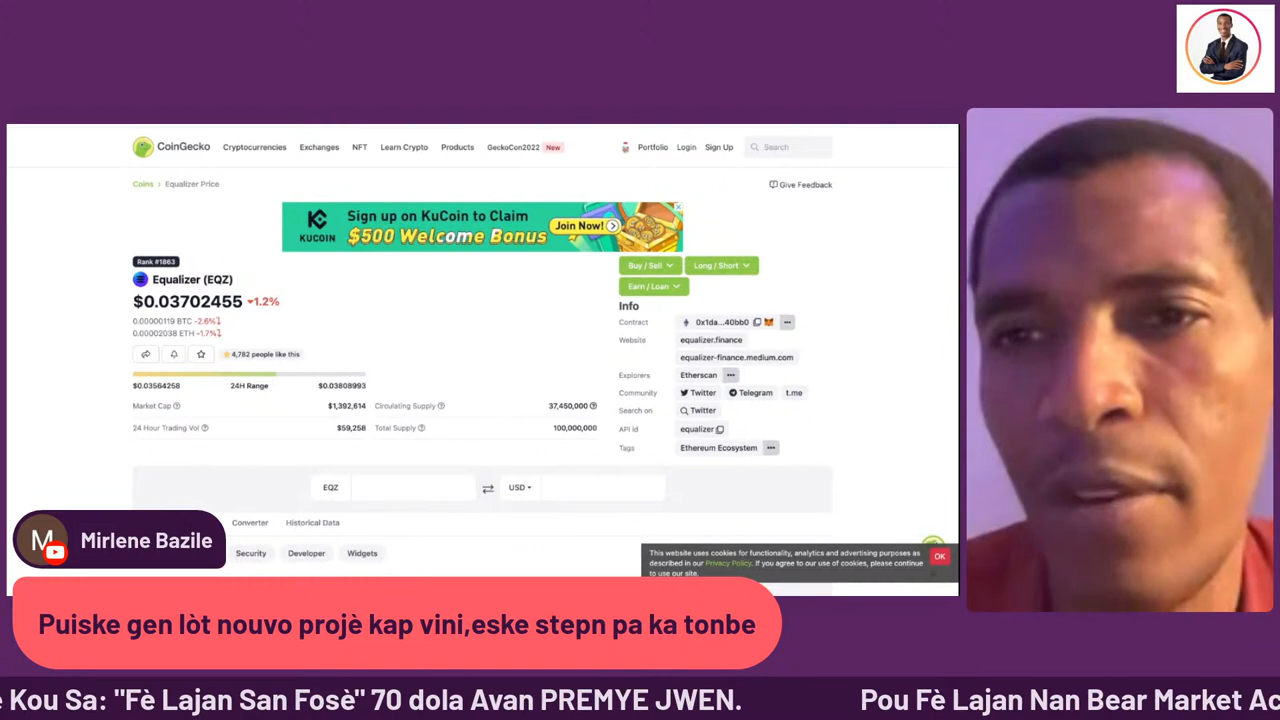 CoinGecko
Cryptocurrencies Exchanges NFT Learn Crypto Products GeckoCon2022 New
Portfolio Login Sign Up Search
Coins › Equalizer Price
Give Feedback
KUCOIN
Sign up on KuCoin to Claim
$500 Welcome Bonus
Join Now!
Rank #1863
Equalizer (EQZ)
$0.03702455 1.2%
0.00000119 BTC -2.6%
0.00002038 ETH -1.7%
4,782 people like this
$0.03564258 24H Range $0.03808993
Market Cap $1,392,614 Circulating Supply 37,450,000
24 Hour Trading Vol $59,258 Total Supply 100,000,000
Buy / Sell Long / Short
Earn / Loan
Info
Contract 0x1da...40bb0
Website equalizer.finance
equalizer-finance.medium.com
Explorers Etherscan
Community Twitter Telegram t.me
Search on Twitter
API id equalizer
Tags Ethereum Ecosystem
EQZ USD
Converter Historical Data
Security Developer Widgets
This website uses cookies for functionality, analytics and advertising purposes as
described in our Privacy Policy. If you agree to our use of cookies, please continue
to use our site.
OK
M
Mirlene Bazile
Puiske gen lòt nouvo projè kap vini,eske stepn pa ka tonbe
e Kou Sa: "Fè Lajan San Fosè" 70 dola Avan PREMYE JWEN.
Pou Fè Lajan Nan Bear Market Ac